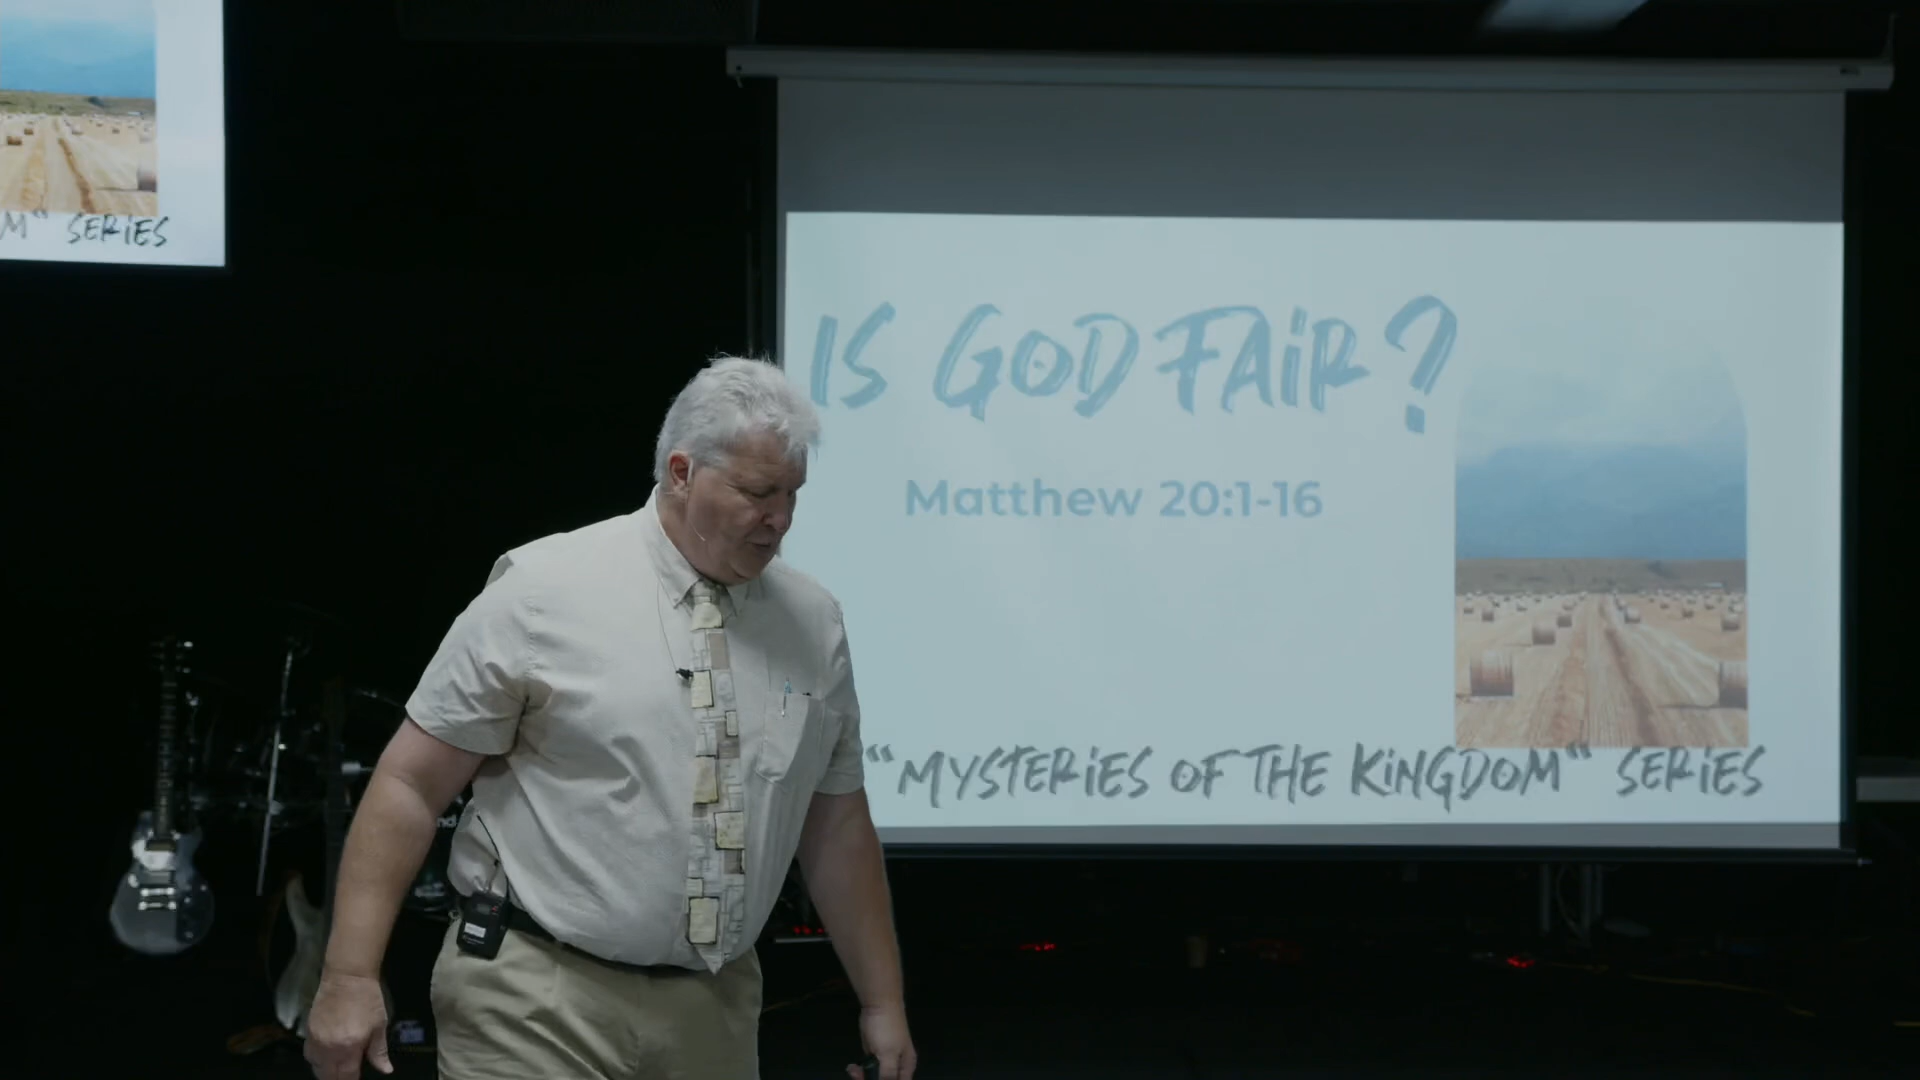 M“ SERIES
IS GOD FAIR?
Matthew 20:1-16
“MYSTERIES OF THE KINGDOM“ SERIES